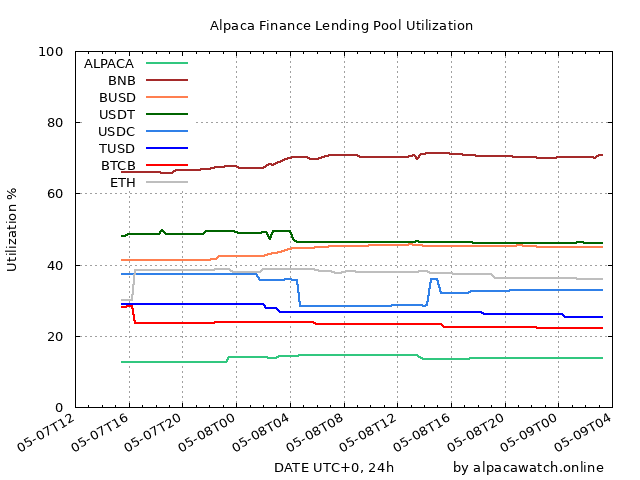 Alpaca Finance Lending Pool Utilization
Utilization %
100
80
60
40
20
0
ALPACA
BNB
BUSD
USDT
USDC
TUSD
BTCB
ETH
05-07T12
05-07T16
05-07T20
05-08T00
05-08T04
05-08T08
05-08T12
05-08T16
05-08T20
05-09T00
05-09T04
DATE UTC+0, 24h
by alpacawatch.online